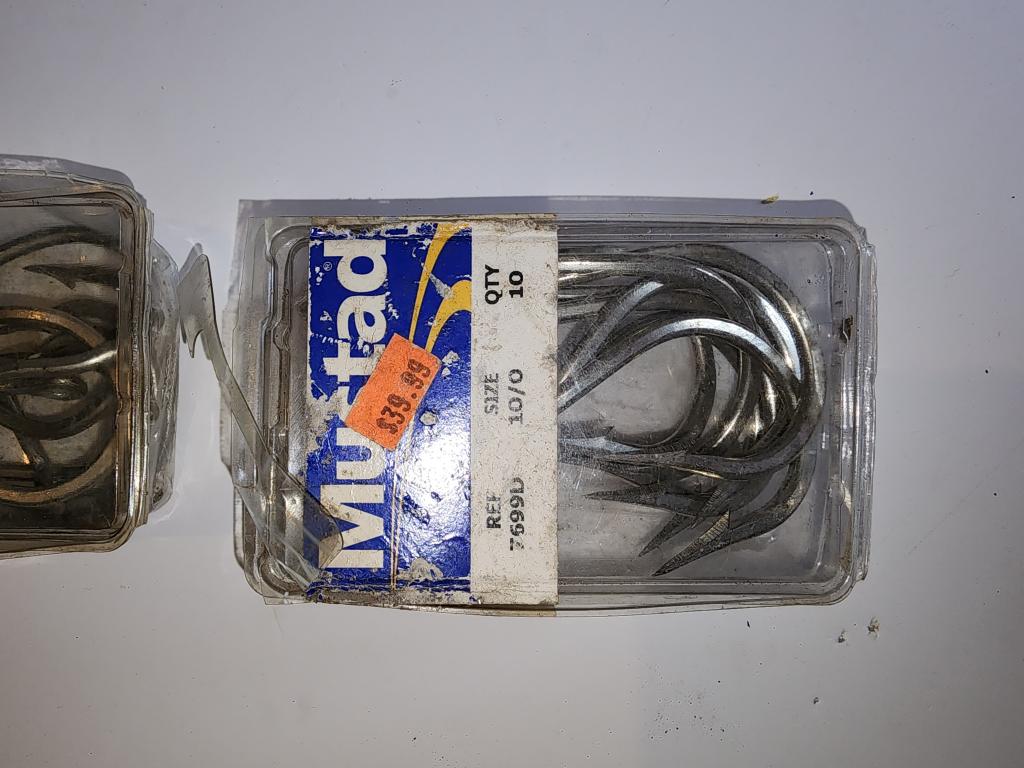 Mustad®
$39.99
REF SIZE QTY
7699D 10/0 10